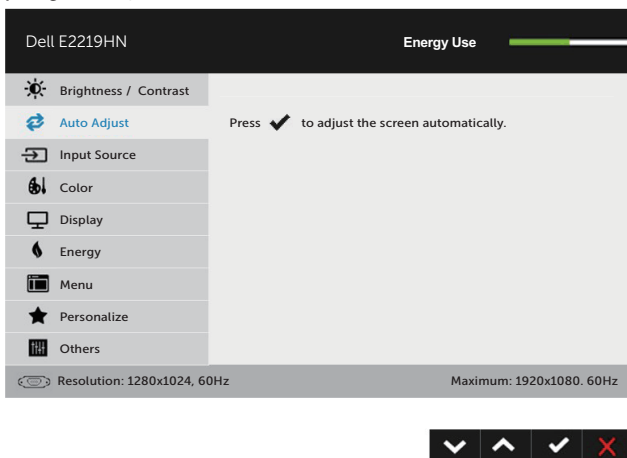 Dell E2219HN
Energy Use
Brightness / Contrast
Auto Adjust
Press ✔ to adjust the screen automatically.
Input Source
Color
Display
Energy
Menu
Personalize
Others
Resolution: 1280x1024, 60Hz
Maximum: 1920x1080. 60Hz